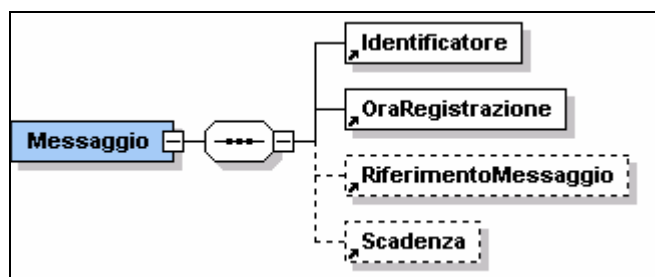 Identificatore
OraRegistrazione
Messaggio
RiferimentoMessaggio
Scadenza